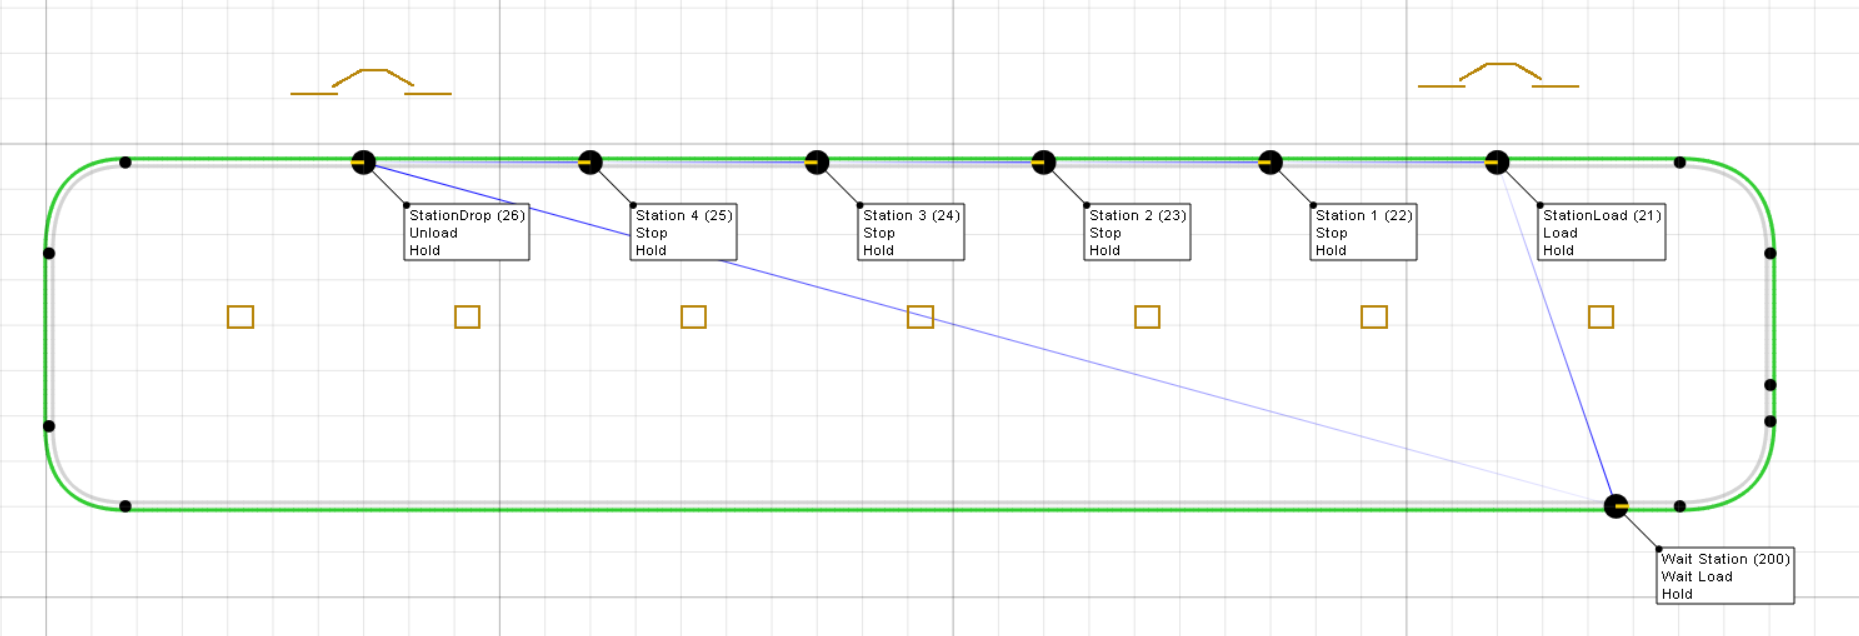 StationDrop (26)
Unload
Hold
Station 4 (25)
Stop
Hold
Station 3 (24)
Stop
Hold
Station 2 (23)
Stop
Hold
Station 1 (22)
Stop
Hold
StationLoad (21)
Load
Hold
Wait Station (200)
Wait Load
Hold